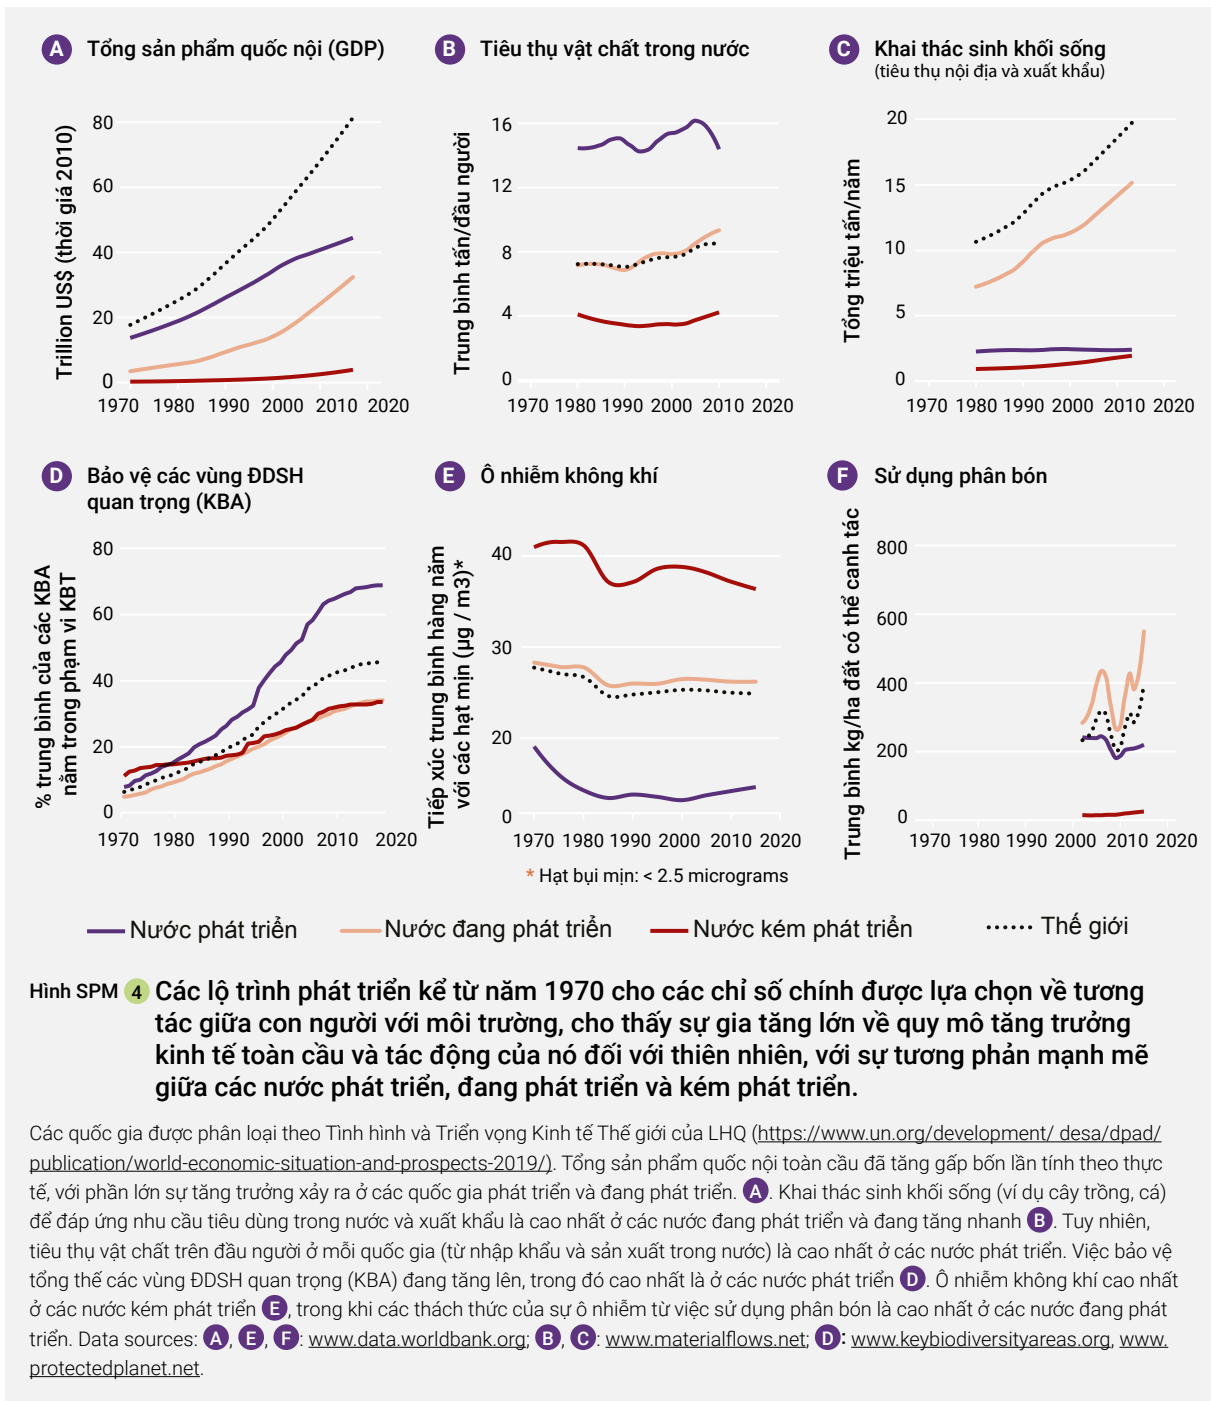 A Tổng sản phẩm quốc nội (GDP)
Trillion US$ (thời giá 2010)
80
60
40
20
0
1970 1980 1990 2000 2010 2020
B Tiêu thụ vật chất trong nước
Trung bình tấn/đầu người
16
12
8
4
0
1970 1980 1990 2000 2010 2020
C Khai thác sinh khối sống
(tiêu thụ nội địa và xuất khẩu)
Tổng triệu tấn/năm
20
15
10
5
0
1970 1980 1990 2000 2010 2020
D Bảo vệ các vùng ĐDSH
quan trọng (KBA)
% trung bình của các KBA
nằm trong phạm vi KBT
80
60
40
20
0
1970 1980 1990 2000 2010 2020
E Ô nhiễm không khí
Tiếp xúc trung bình hàng năm
với các hạt mịn (µg / m3)*
40
30
20
0
1970 1980 1990 2000 2010 2020
* Hạt bụi mịn: < 2.5 micrograms
F Sử dụng phân bón
Trung bình kg/ha đất có thể canh tác
800
600
400
200
0
1970 1980 1990 2000 2010 2020
Nước phát triển Nước đang phát triển Nước kém phát triển Thế giới
Hình SPM 4 Các lộ trình phát triển kể từ năm 1970 cho các chỉ số chính được lựa chọn về tương
tác giữa con người với môi trường, cho thấy sự gia tăng lớn về quy mô tăng trưởng
kinh tế toàn cầu và tác động của nó đối với thiên nhiên, với sự tương phản mạnh mẽ
giữa các nước phát triển, đang phát triển và kém phát triển.
Các quốc gia được phân loại theo Tình hình và Triển vọng Kinh tế Thế giới của LHQ (https://www.un.org/development/ desa/dpad/
publication/world-economic-situation-and-prospects-2019/). Tổng sản phẩm quốc nội toàn cầu đã tăng gấp bốn lần tính theo thực
tế, với phần lớn sự tăng trưởng xảy ra ở các quốc gia phát triển và đang phát triển. A. Khai thác sinh khối sống (ví dụ cây trồng, cá)
để đáp ứng nhu cầu tiêu dùng trong nước và xuất khẩu là cao nhất ở các nước đang phát triển và đang tăng nhanh B. Tuy nhiên,
tiêu thụ vật chất trên đầu người ở mỗi quốc gia (từ nhập khẩu và sản xuất trong nước) là cao nhất ở các nước phát triển. Việc bảo vệ
tổng thể các vùng ĐDSH quan trọng (KBA) đang tăng lên, trong đó cao nhất là ở các nước phát triển D. Ô nhiễm không khí cao nhất
ở các nước kém phát triển E, trong khi các thách thức của sự ô nhiễm từ việc sử dụng phân bón là cao nhất ở các nước đang phát
triển. Data sources: A, E, F: www.data.worldbank.org; B, C: www.materialflows.net; D: www.keybiodiversityareas.org, www.
protectedplanet.net.